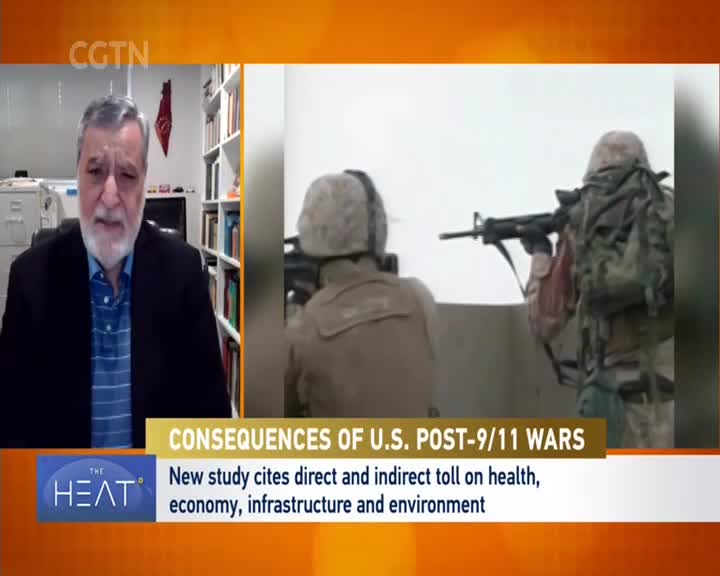 CGTN
CONSEQUENCES OF U.S. POST-9/11 WARS
THE
HEAT
New study cites direct and indirect toll on health,
economy, infrastructure and environment